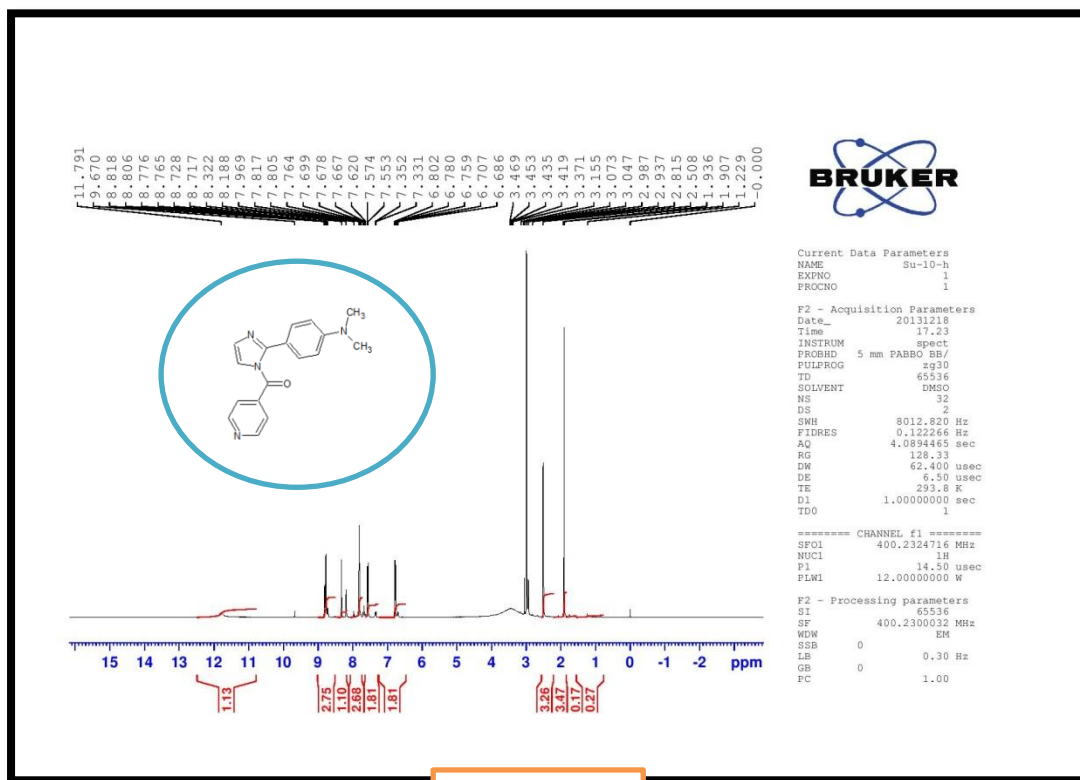 11.791
9.670
8.818
8.806
8.776
8.765
8.728
8.717
8.322
8.188
7.969
7.817
7.805
7.764
7.699
7.678
7.667
7.620
7.574
7.553
7.352
7.331
6.802
6.780
6.759
6.707
6.686
3.469
3.453
3.435
3.419
3.371
3.155
3.073
3.047
2.987
2.937
2.815
2.508
1.936
1.907
1.229
-0.000
BRUKER
N
N
N
CH3
CH3
O
N
Current Data Parameters
NAME Su-10-h
EXPNO 1
PROCNO 1
F2 - Acquisition Parameters
Date_ 20131218
Time 17.23
INSTRUM spect
PROBHD 5 mm PABBO BB/
PULPROG zg30
TD 65536
SOLVENT DMSO
NS 32
DS 2
SWH 8012.820 Hz
FIDRES 0.122266 Hz
AQ 4.0894465 sec
RG 128.33
DW 62.400 usec
DE 6.50 usec
TE 293.8 K
D1 1.00000000 sec
TD0 1
======== CHANNEL f1 ========
SFO1 400.2324716 MHz
NUC1 1H
P1 14.50 usec
PLW1 12.00000000 W
F2 - Processing parameters
SI 65536
SF 400.2300032 MHz
WDW EM
SSB 0
LB 0.30 Hz
GB 0
PC 1.00
15 14 13 12 11 10 9 8 7 6 5 4 3 2 1 0 -1 -2 ppm
1.13
2.75
1.10
2.68
1.81
1.81
3.26
3.47
0.17
0.27